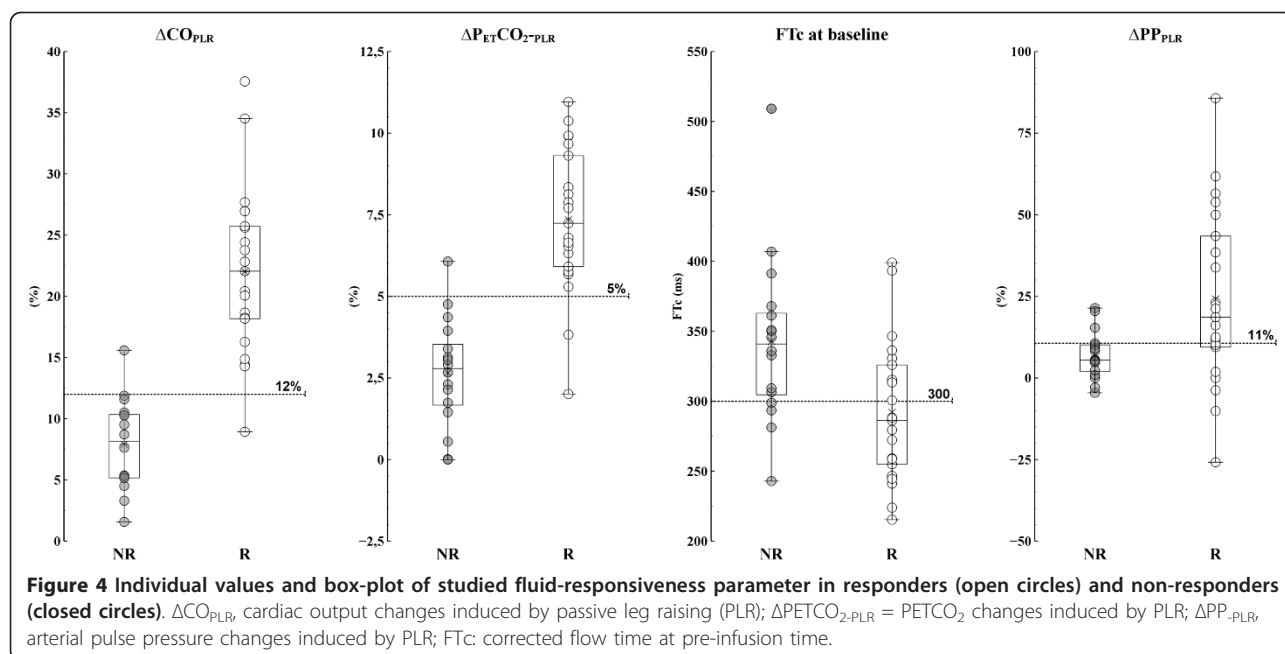 ΔCO_PLR
ΔP_ETCO_2-PLR
FTc at baseline
ΔPP_PLR
40
35
30
25
20
15
10
5
0
(%)
12%
NR
R
12,5
10
7,5
5
2,5
0
-2,5
(%)
5%
NR
R
550
500
450
400
350
300
250
200
FTc (ms)
300
NR
R
100
75
50
25
0
-25
-50
(%)
11%
NR
R
Figure 4 Individual values and box-plot of studied fluid-responsiveness parameter in responders (open circles) and non-responders
(closed circles). ΔCO_PLR, cardiac output changes induced by passive leg raising (PLR); ΔPETCO_2-PLR = PETCO_2 changes induced by PLR; ΔPP_-PLR,
arterial pulse pressure changes induced by PLR; FTc: corrected flow time at pre-infusion time.